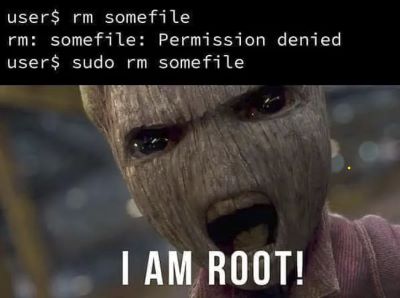 user$ rm somefile
rm: somefile: Permission denied
user$ sudo rm somefile
I AM ROOT!